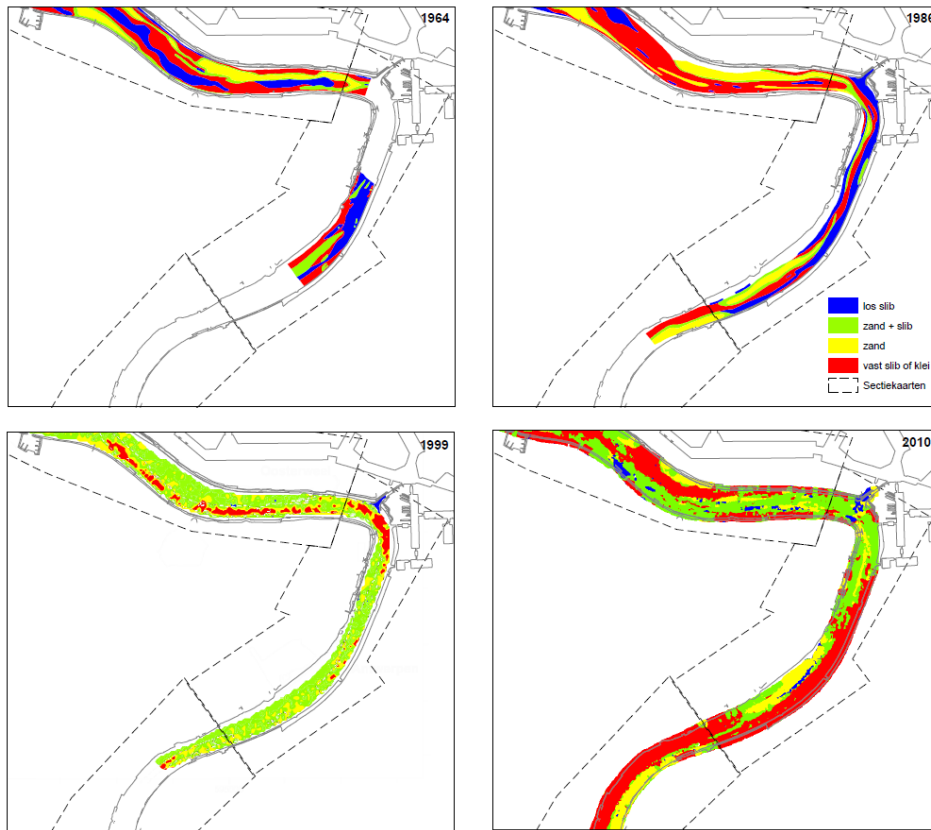 1964
1986
los slib
zand + slib
zand
vast slib of klei
Sectiekaarten
1999
2010